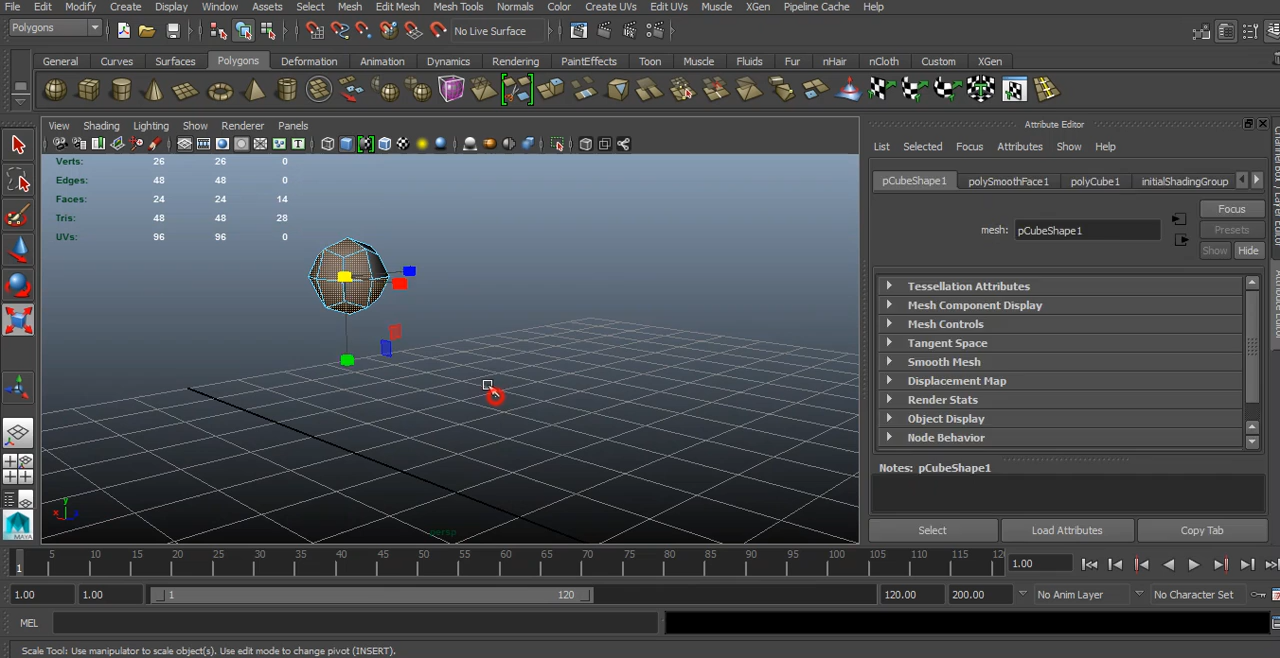 File Edit Modify Create Display Window Assets Select Mesh Edit Mesh Mesh Tools Normals Color Create UVs Edit UVs Muscle XGen Pipeline Cache Help
Polygons No Live Surface
General Curves Surfaces Polygons Deformation Animation Dynamics Rendering PaintEffects Toon Muscle Fluids Fur nHair nCloth Custom XGen
View Shading Lighting Show Renderer Panels
Verts: 26 26 0
Edges: 48 48 0
Faces: 24 24 14
Tris: 48 48 28
UVs: 96 96 0
y
x z
persp
MAYA
Attribute Editor
List Selected Focus Attributes Show Help
pCubeShape1 polySmoothFace1 polyCube1 initialShadingGroup
mesh: pCubeShape1
Focus
Presets
Show Hide
Tessellation Attributes
Mesh Component Display
Mesh Controls
Tangent Space
Smooth Mesh
Displacement Map
Render Stats
Object Display
Node Behavior
Notes: pCubeShape1
Select Load Attributes Copy Tab
5 10 15 20 25 30 35 40 45 50 55 60 65 70 75 80 85 90 95 100 105 110 115 12
1 1.00
1.00 1.00 1 120 120.00 200.00 No Anim Layer No Character Set
MEL
Scale Tool: Use manipulator to scale object(s). Use edit mode to change pivot (INSERT).